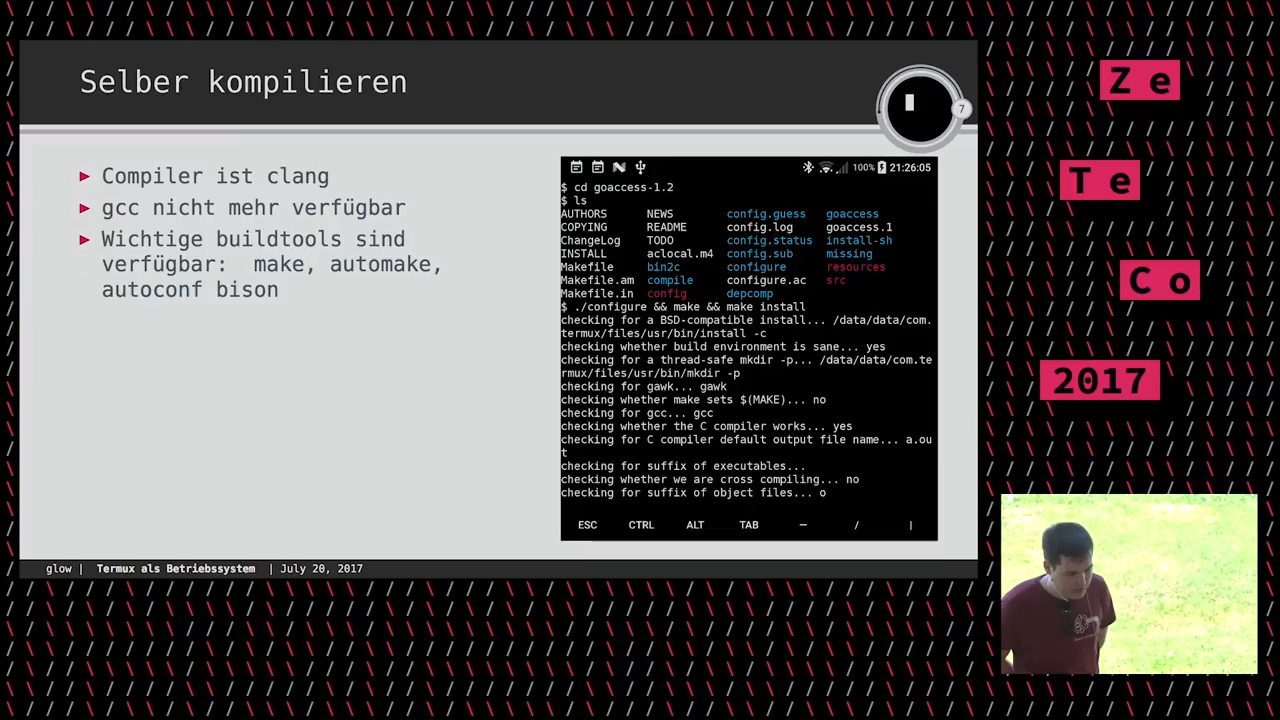 Selber kompilieren
7
Compiler ist clang
gcc nicht mehr verfügbar
Wichtige buildtools sind
verfügbar:  make, automake,
autoconf bison
100% 21:26:05
$ cd goaccess-1.2
$ ls
AUTHORS NEWS config.guess goaccess
COPYING README config.log goaccess.1
ChangeLog TODO config.status install-sh
INSTALL aclocal.m4 config.sub missing
Makefile bin2c configure resources
Makefile.am compile configure.ac src
Makefile.in config depcomp
$ ./configure && make && make install
checking for a BSD-compatible install... /data/data/com.
termux/files/usr/bin/install -c
checking whether build environment is sane... yes
checking for a thread-safe mkdir -p... /data/data/com.te
rmux/files/usr/bin/mkdir -p
checking for gawk... gawk
checking whether make sets $(MAKE)... no
checking for gcc... gcc
checking whether the C compiler works... yes
checking for C compiler default output file name... a.ou
t
checking for suffix of executables...
checking whether we are cross compiling... no
checking for suffix of object files... o
ESC CTRL ALT TAB – / |
glow | Termux als Betriebssystem | July 20, 2017
Z e
T e
C o
2017